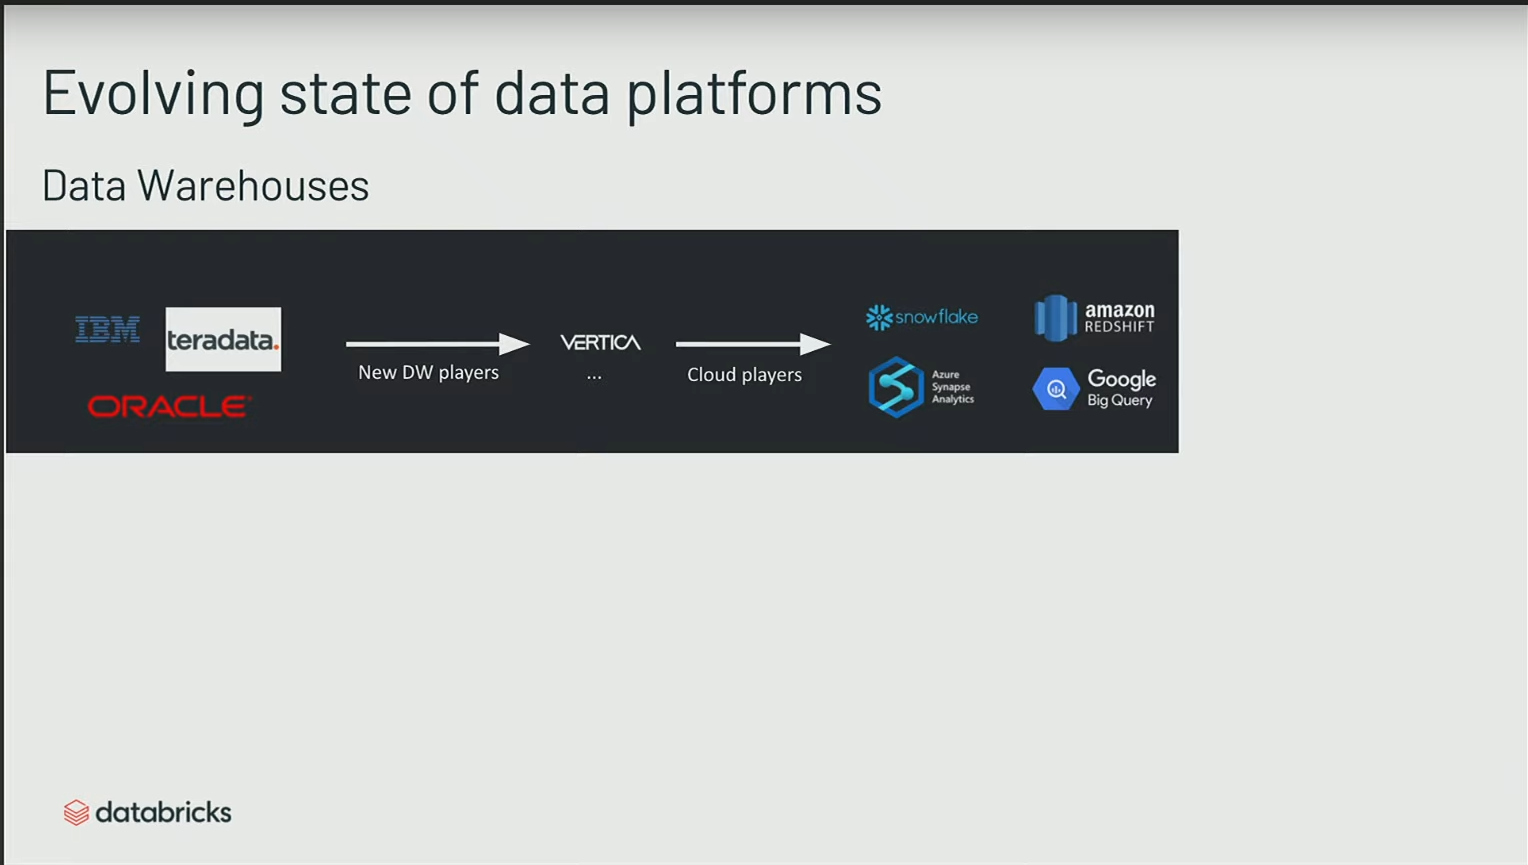 Evolving state of data platforms
Data Warehouses
IBM
teradata.
ORACLE
New DW players
VERTICA
...
Cloud players
snowflake
amazon
REDSHIFT
Azure
Synapse
Analytics
Google
Big Query
databricks